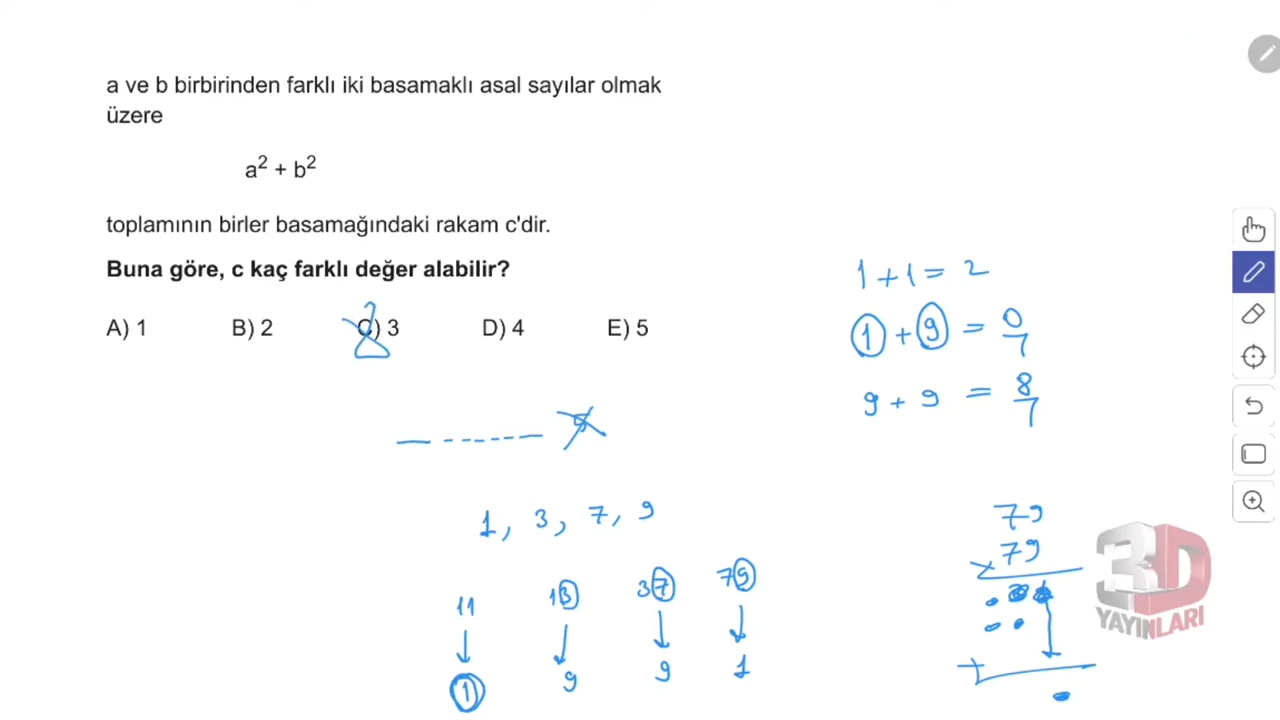 a ve b birbirinden farklı iki basamaklı asal sayılar olmak
üzere
a² + b²
toplamının birler basamağındaki rakam c'dir.
Buna göre, c kaç farklı değer alabilir?
A) 1 B) 2 C) 3 D) 4 E) 5
1 + 1 = 2
1 + 9 = 0
9 + 9 = 8
1, 3, 7, 9
11 13 37 79
1 9 9 1
79
x 79
+
3D
YAYINLARI